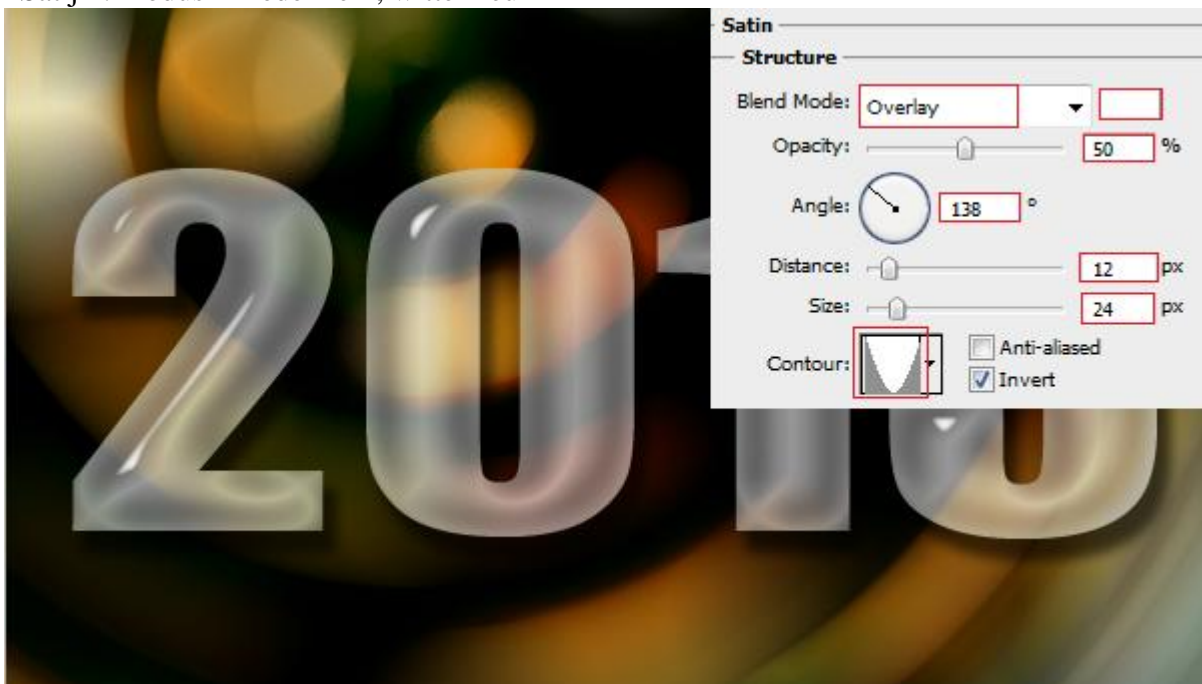 Satin
Structure
Blend Mode: Overlay
Opacity: 50 %
Angle: 138 °
Distance: 12 px
Size: 24 px
Contour: Anti-aliased
Invert
20